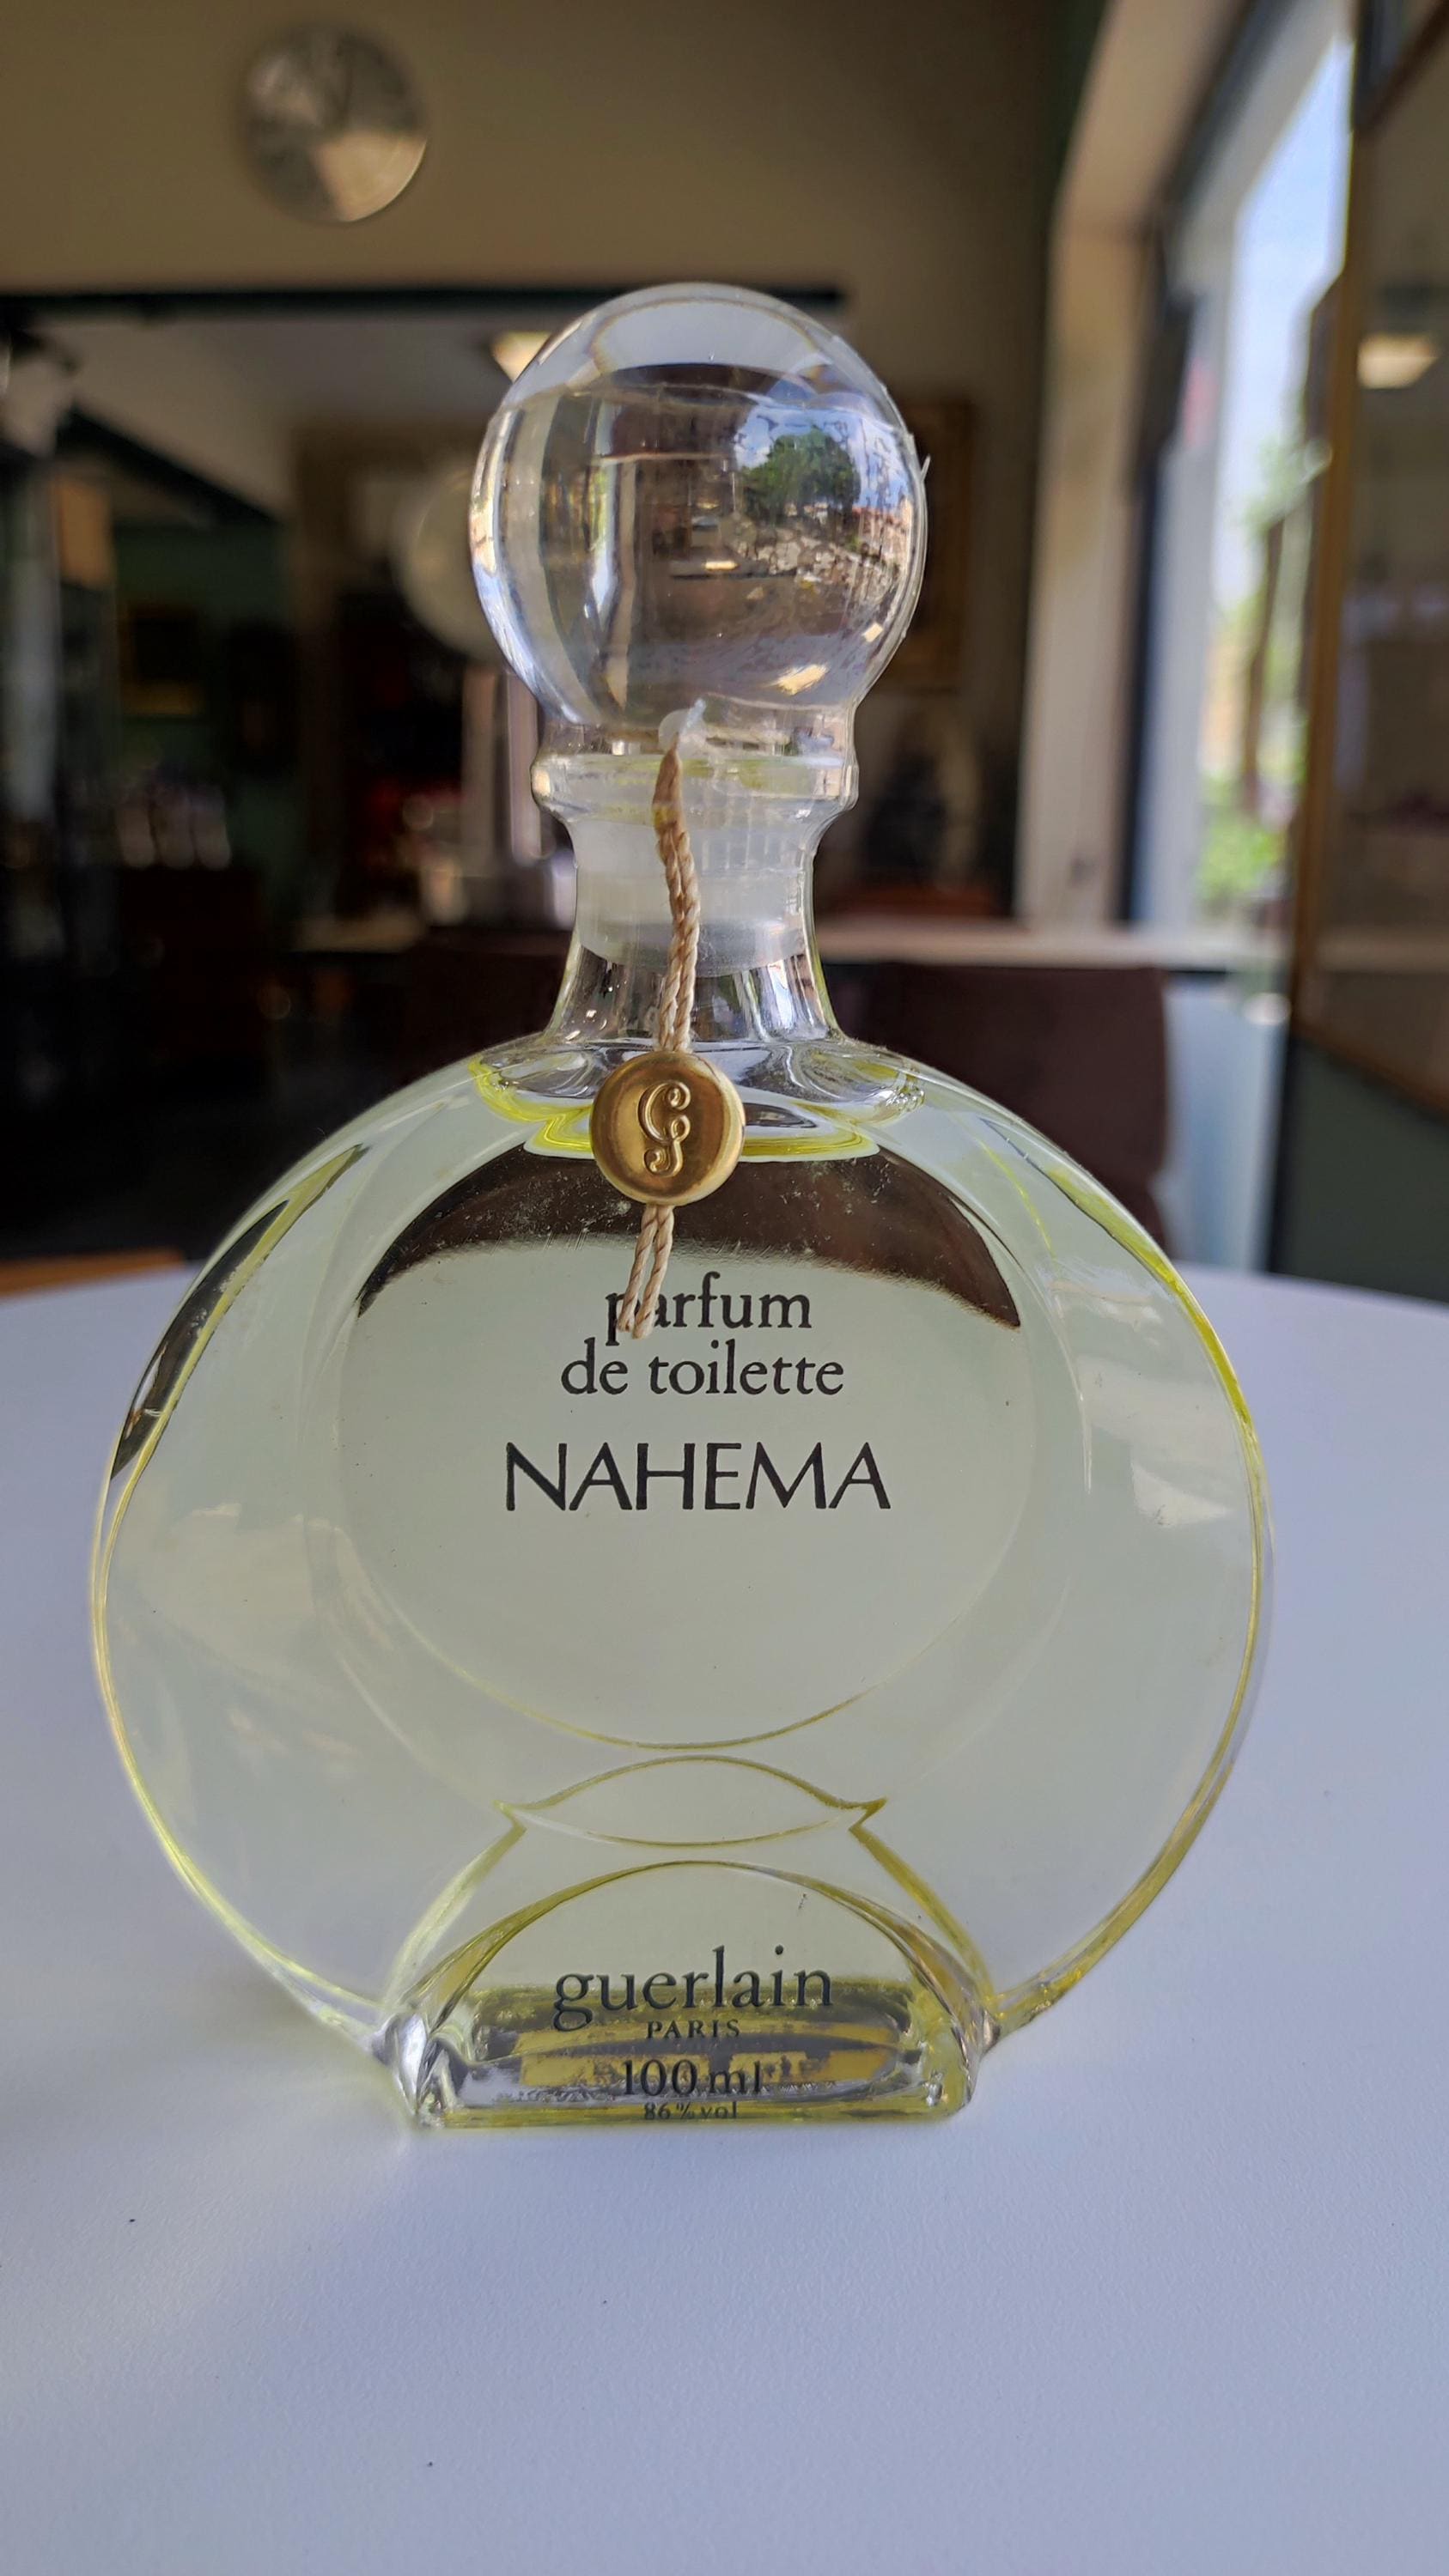 G
parfum
de toilette
NAHEMA
guerlain
PARIS
100 ml
86 % vol